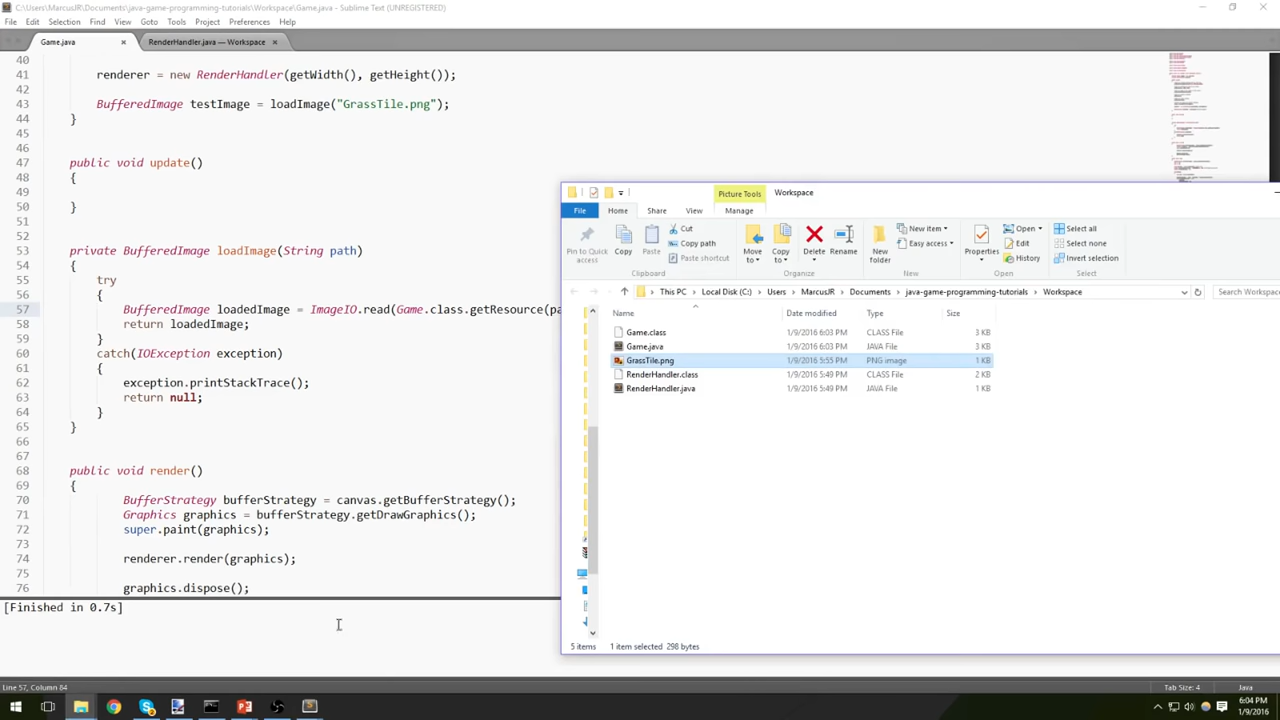 C:\Users\MarcusJR\Documents\java-game-programming-tutorials\Workspace\Game.java - Sublime Text (UNREGISTERED)
File Edit Selection Find View Goto Tools Project Preferences Help
Game.java × RenderHandler.java — Workspace ×
40
41 renderer = new RenderHandler(getWidth(), getHeight());
42
43 BufferedImage testImage = loadImage("GrassTile.png");
44 }
45
46
47 public void update()
48 {
49
50 }
51
52
53 private BufferedImage loadImage(String path)
54 {
55 try
56 {
57 BufferedImage loadedImage = ImageIO.read(Game.class.getResource(pa
58 return loadedImage;
59 }
60 catch(IOException exception)
61 {
62 exception.printStackTrace();
63 return null;
64 }
65 }
66
67
68 public void render()
69 {
70 BufferStrategy bufferStrategy = canvas.getBufferStrategy();
71 Graphics graphics = bufferStrategy.getDrawGraphics();
72 super.paint(graphics);
73
74 renderer.render(graphics);
75
76 graphics.dispose();
[Finished in 0.7s]
Line 57, Column 84 Tab Size: 4 Java
Picture Tools Workspace
File Home Share View Manage
Pin to Quick access Copy Paste Cut Copy path Paste shortcut Move to Copy to Delete Rename New folder New item Easy access Properties Open Edit History Select all Select none Invert selection
Clipboard Organize New Open Select
This PC Local Disk (C:) Users MarcusJR Documents java-game-programming-tutorials Workspace Search Workspac
Name Date modified Type Size
Game.class 1/9/2016 6:03 PM CLASS File 3 KB
Game.java 1/9/2016 6:03 PM JAVA File 3 KB
GrassTile.png 1/9/2016 5:55 PM PNG image 1 KB
RenderHandler.class 1/9/2016 5:49 PM CLASS File 2 KB
RenderHandler.java 1/9/2016 5:49 PM JAVA File 1 KB
5 items 1 item selected 298 bytes
6:04 PM
1/9/2016